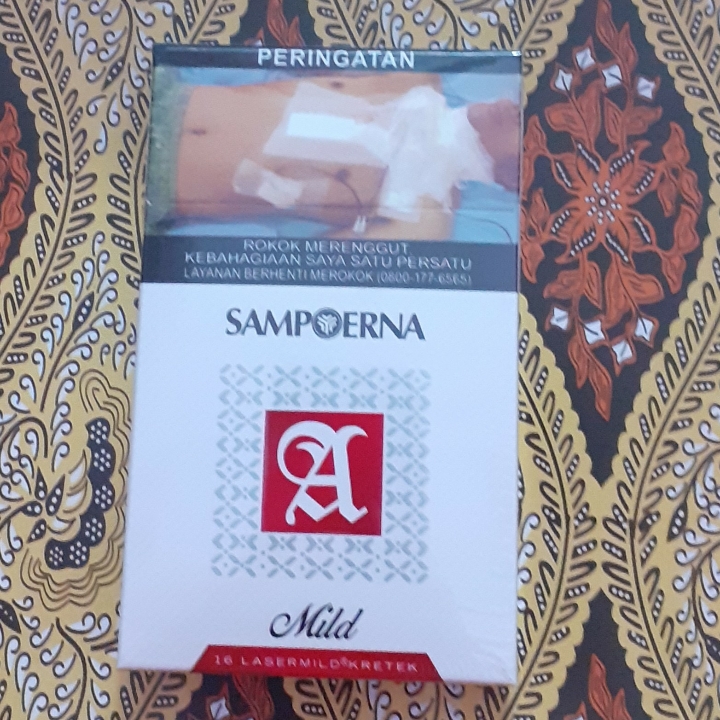 PERINGATAN
ROKOK MERENGGUT
KEBAHAGIAAN SAYA SATU PERSATU
LAYANAN BERHENTI MEROKOK (0800-177-6565)
SAMPOERNA
A
Mild
16 LASERMILD®KRETEK